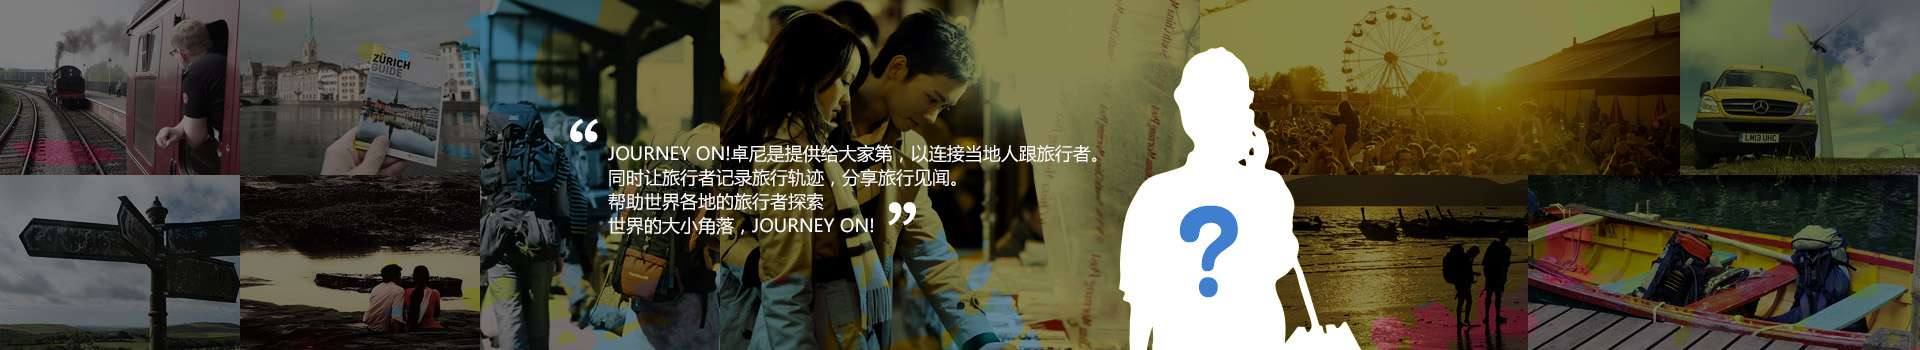 ZÜRICH
GUIDE
JOURNEY ON!卓尼是提供给大家第，以连接当地人跟旅行者。
同时让旅行者记录旅行轨迹，分享旅行见闻。
帮助世界各地的旅行者探索
世界的大小角落，JOURNEY ON!
?
LM13 UHC